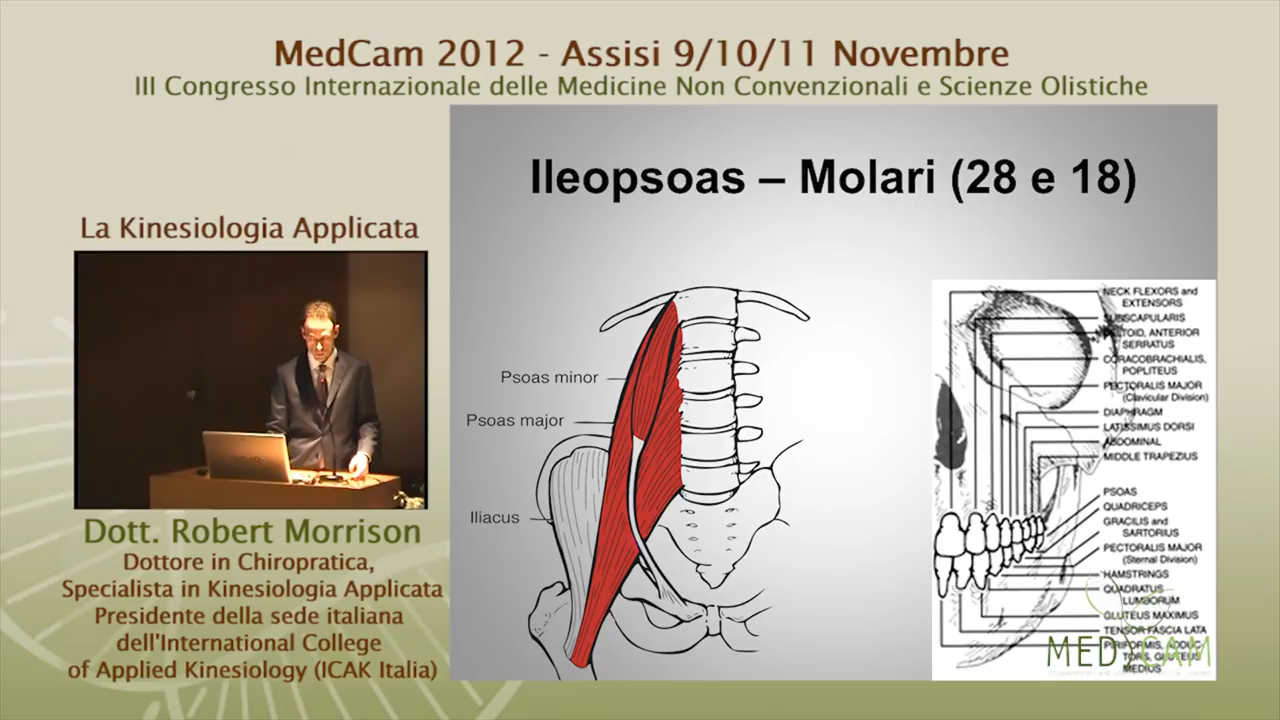 MedCam 2012 - Assisi 9/10/11 Novembre
III Congresso Internazionale delle Medicine Non Convenzionali e Scienze Olistiche
La Kinesiologia Applicata
Dott. Robert Morrison
Dottore in Chiropratica,
Specialista in Kinesiologia Applicata
Presidente della sede italiana
dell'International College
of Applied Kinesiology (ICAK Italia)
Ileopsoas – Molari (28 e 18)
Psoas minor
Psoas major
Iliacus
NECK FLEXORS and
EXTENSORS
SUBSCAPULARIS
DELTOID, ANTERIOR
SERRATUS
CORACOBRACHIALIS,
POPLITEUS
PECTORALIS MAJOR
(Clavicular Division)
DIAPHRAGM
LATISSIMUS DORSI
ABDOMINAL
MIDDLE TRAPEZIUS
PSOAS
QUADRICEPS
GRACILIS and
SARTORIUS
PECTORALIS MAJOR
(Sternal Division)
HAMSTRINGS
QUADRATUS
LUMBORUM
GLUTEUS MAXIMUS
TENSOR FASCIA LATA
PIRIFORMIS,
GLUTEUS
MEDIUS
MED CAM